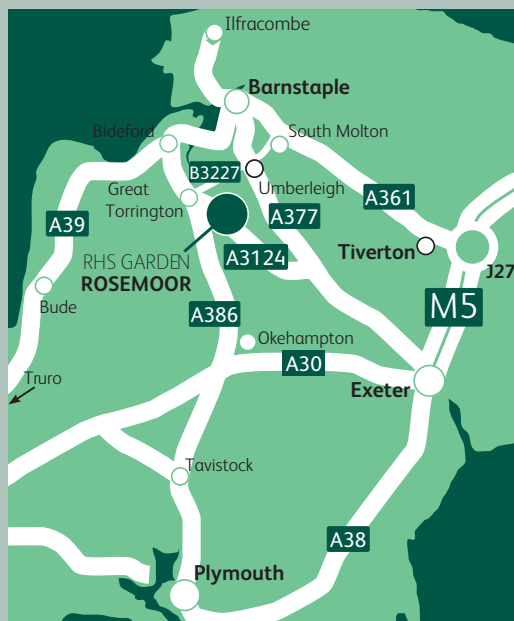 Ilfracombe
Barnstaple
Bideford
South Molton
B3227
Great
Torrington
Umberleigh
A39
A377
A361
RHS GARDEN
ROSEMOOR
A3124
Tiverton
J27
Bude
A386
M5
Okehampton
A30
Truro
Exeter
Tavistock
A38
Plymouth